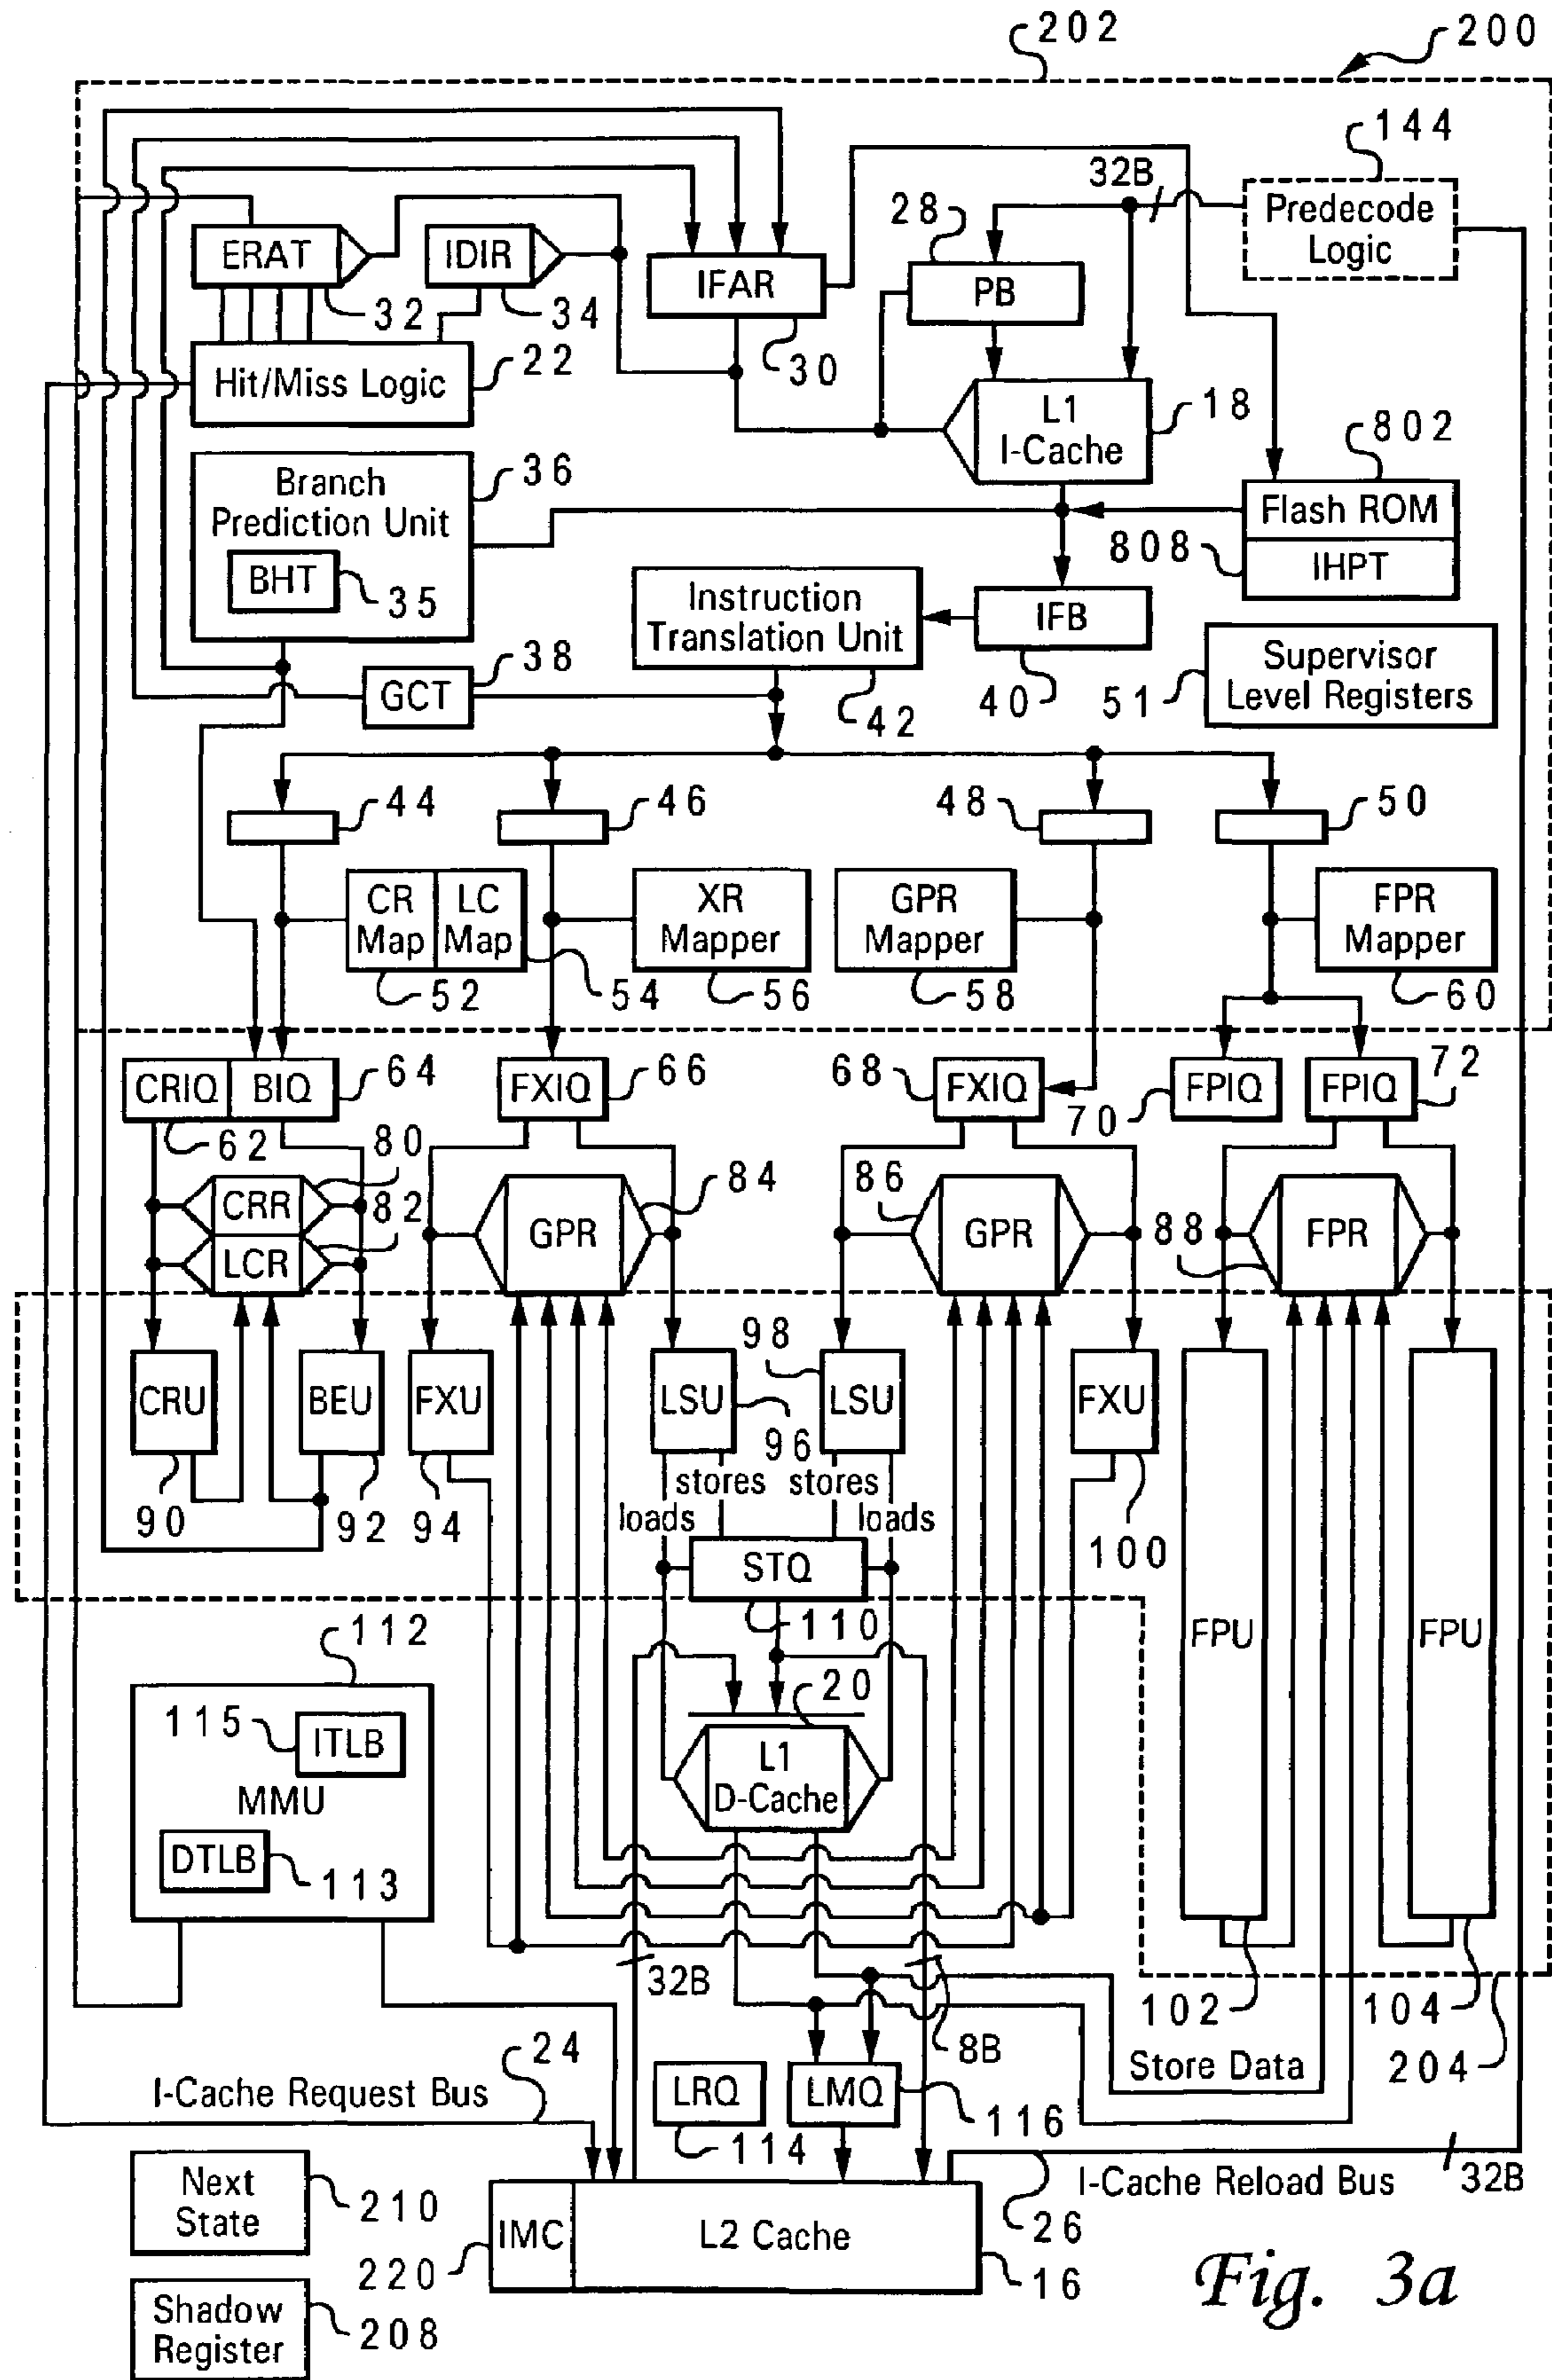 202
200
144
32B
Predecode
Logic
28
ERAT
IDIR
IFAR
PB
32
34
30
Hit/Miss Logic
22
L1
I-Cache
18
802
36
Branch
Prediction Unit
Flash ROM
808
IHPT
BHT
35
Instruction
Translation Unit
IFB
38
GCT
42
40
51
Supervisor
Level Registers
44
46
48
50
CR
Map
LC
Map
XR
Mapper
GPR
Mapper
FPR
Mapper
52
54
56
58
60
CRIQ
BIQ
64
FXIQ
66
68
FXIQ
70
FPIQ
FPIQ
72
62
80
CRR
82
LCR
GPR
84
86
GPR
88
FPR
98
CRU
BEU
FXU
LSU
LSU
FXU
96
stores
stores
90
92
94
loads
loads
100
STQ
110
FPU
FPU
112
115
ITLB
20
L1
D-Cache
MMU
DTLB
113
32B
102
104
8B
24
Store Data
204
I-Cache Request Bus
LRQ
LMQ
116
114
Next
State
210
I-Cache Reload Bus
32B
IMC
L2 Cache
26
220
16
Shadow
Register
208
Fig. 3a